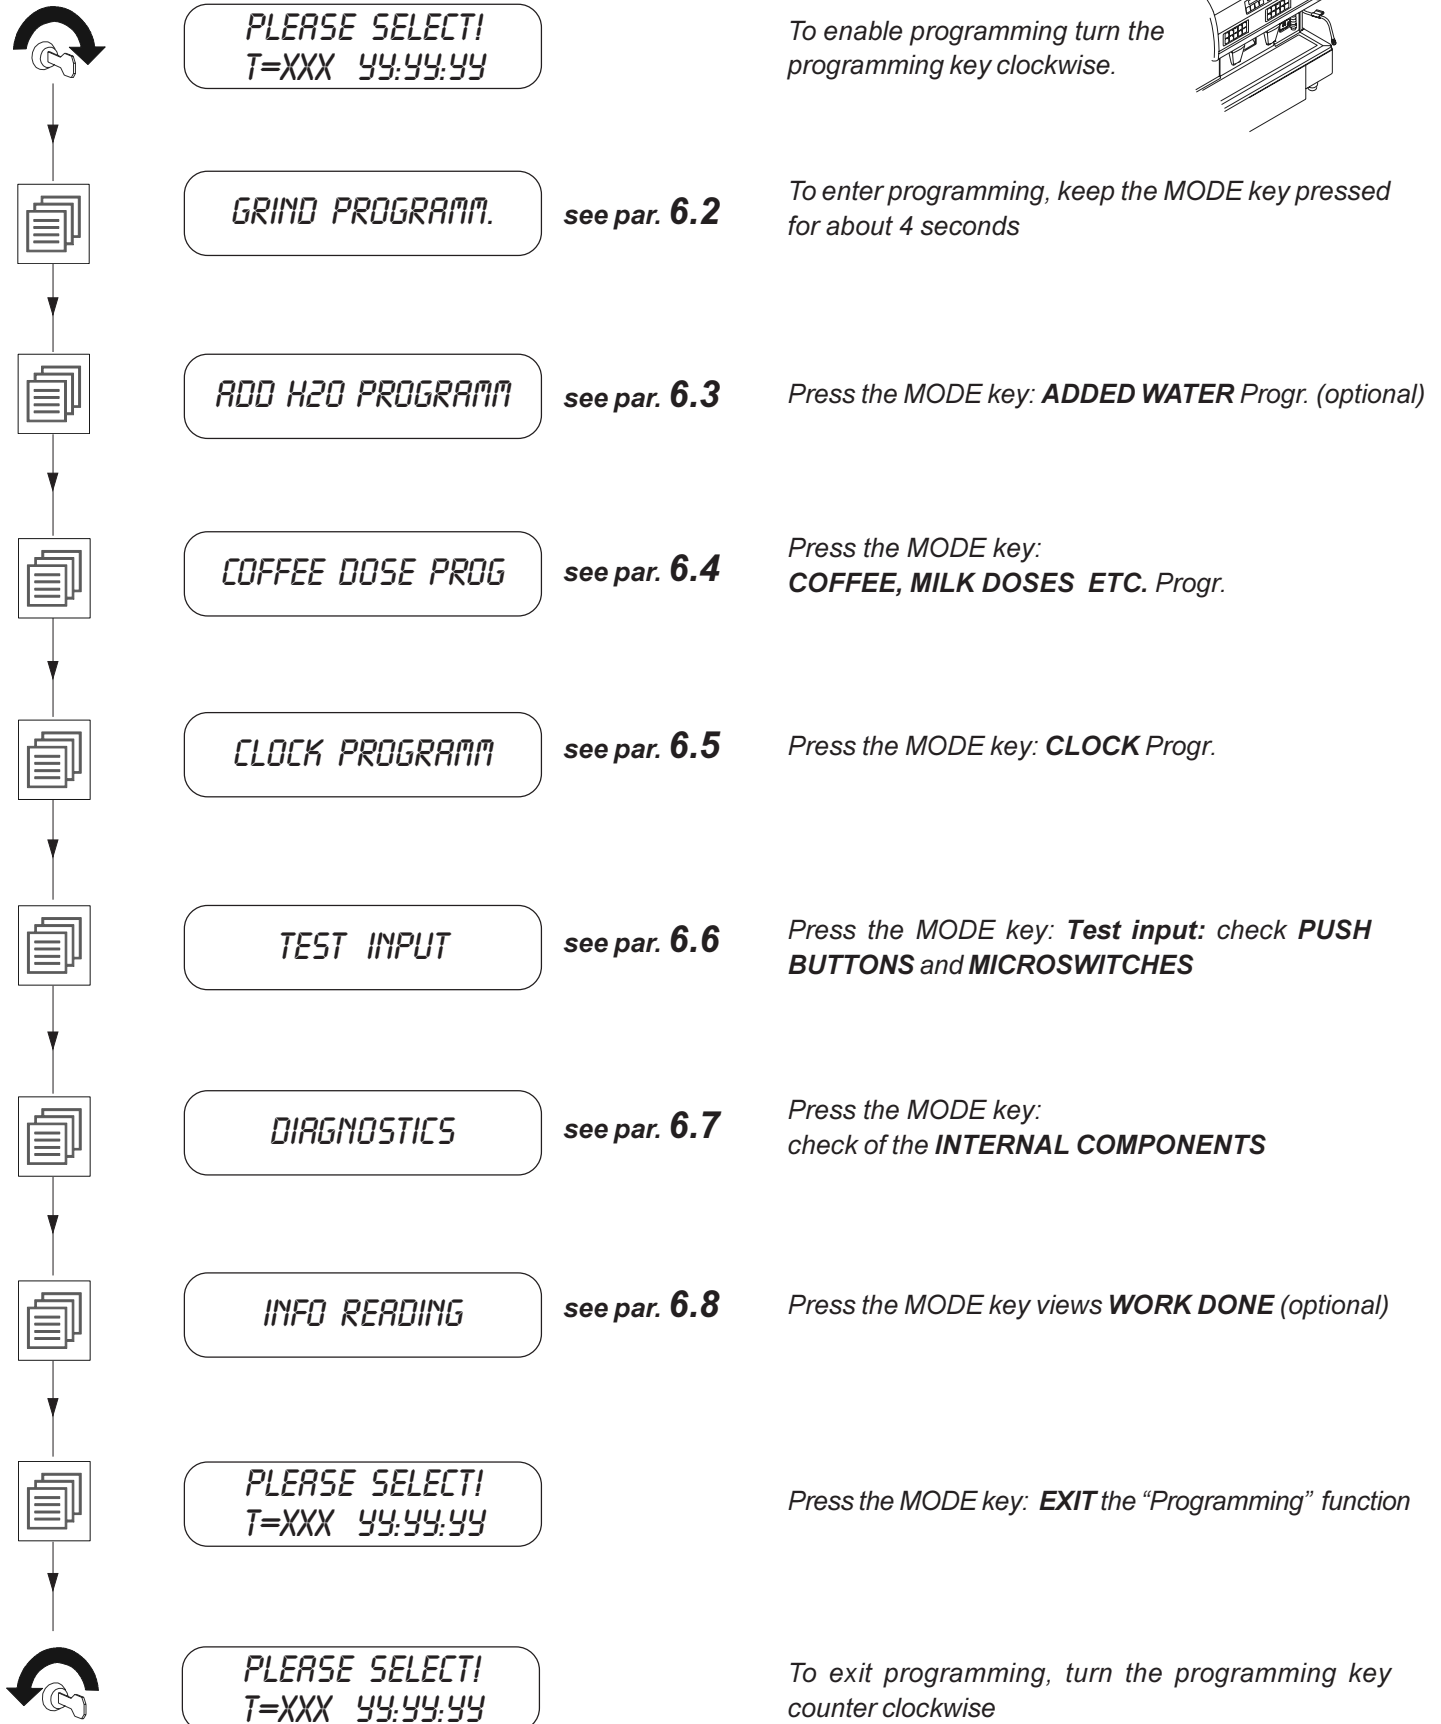 PLEASE SELECT!
T=XXX YY:YY:YY
To enable programming turn the
programming key clockwise.
GRIND PROGRAMM.
see par. 6.2
To enter programming, keep the MODE key pressed
for about 4 seconds
ADD H2O PROGRAMM
see par. 6.3
Press the MODE key: ADDED WATER Progr. (optional)
COFFEE DOSE PROG
see par. 6.4
Press the MODE key:
COFFEE, MILK DOSES ETC. Progr.
CLOCK PROGRAMM
see par. 6.5
Press the MODE key: CLOCK Progr.
TEST INPUT
see par. 6.6
Press the MODE key: Test input: check PUSH
BUTTONS and MICROSWITCHES
DIAGNOSTICS
see par. 6.7
Press the MODE key:
check of the INTERNAL COMPONENTS
INFO READING
see par. 6.8
Press the MODE key views WORK DONE (optional)
PLEASE SELECT!
T=XXX YY:YY:YY
Press the MODE key: EXIT the “Programming” function
PLEASE SELECT!
T=XXX YY:YY:YY
To exit programming, turn the programming key
counter clockwise